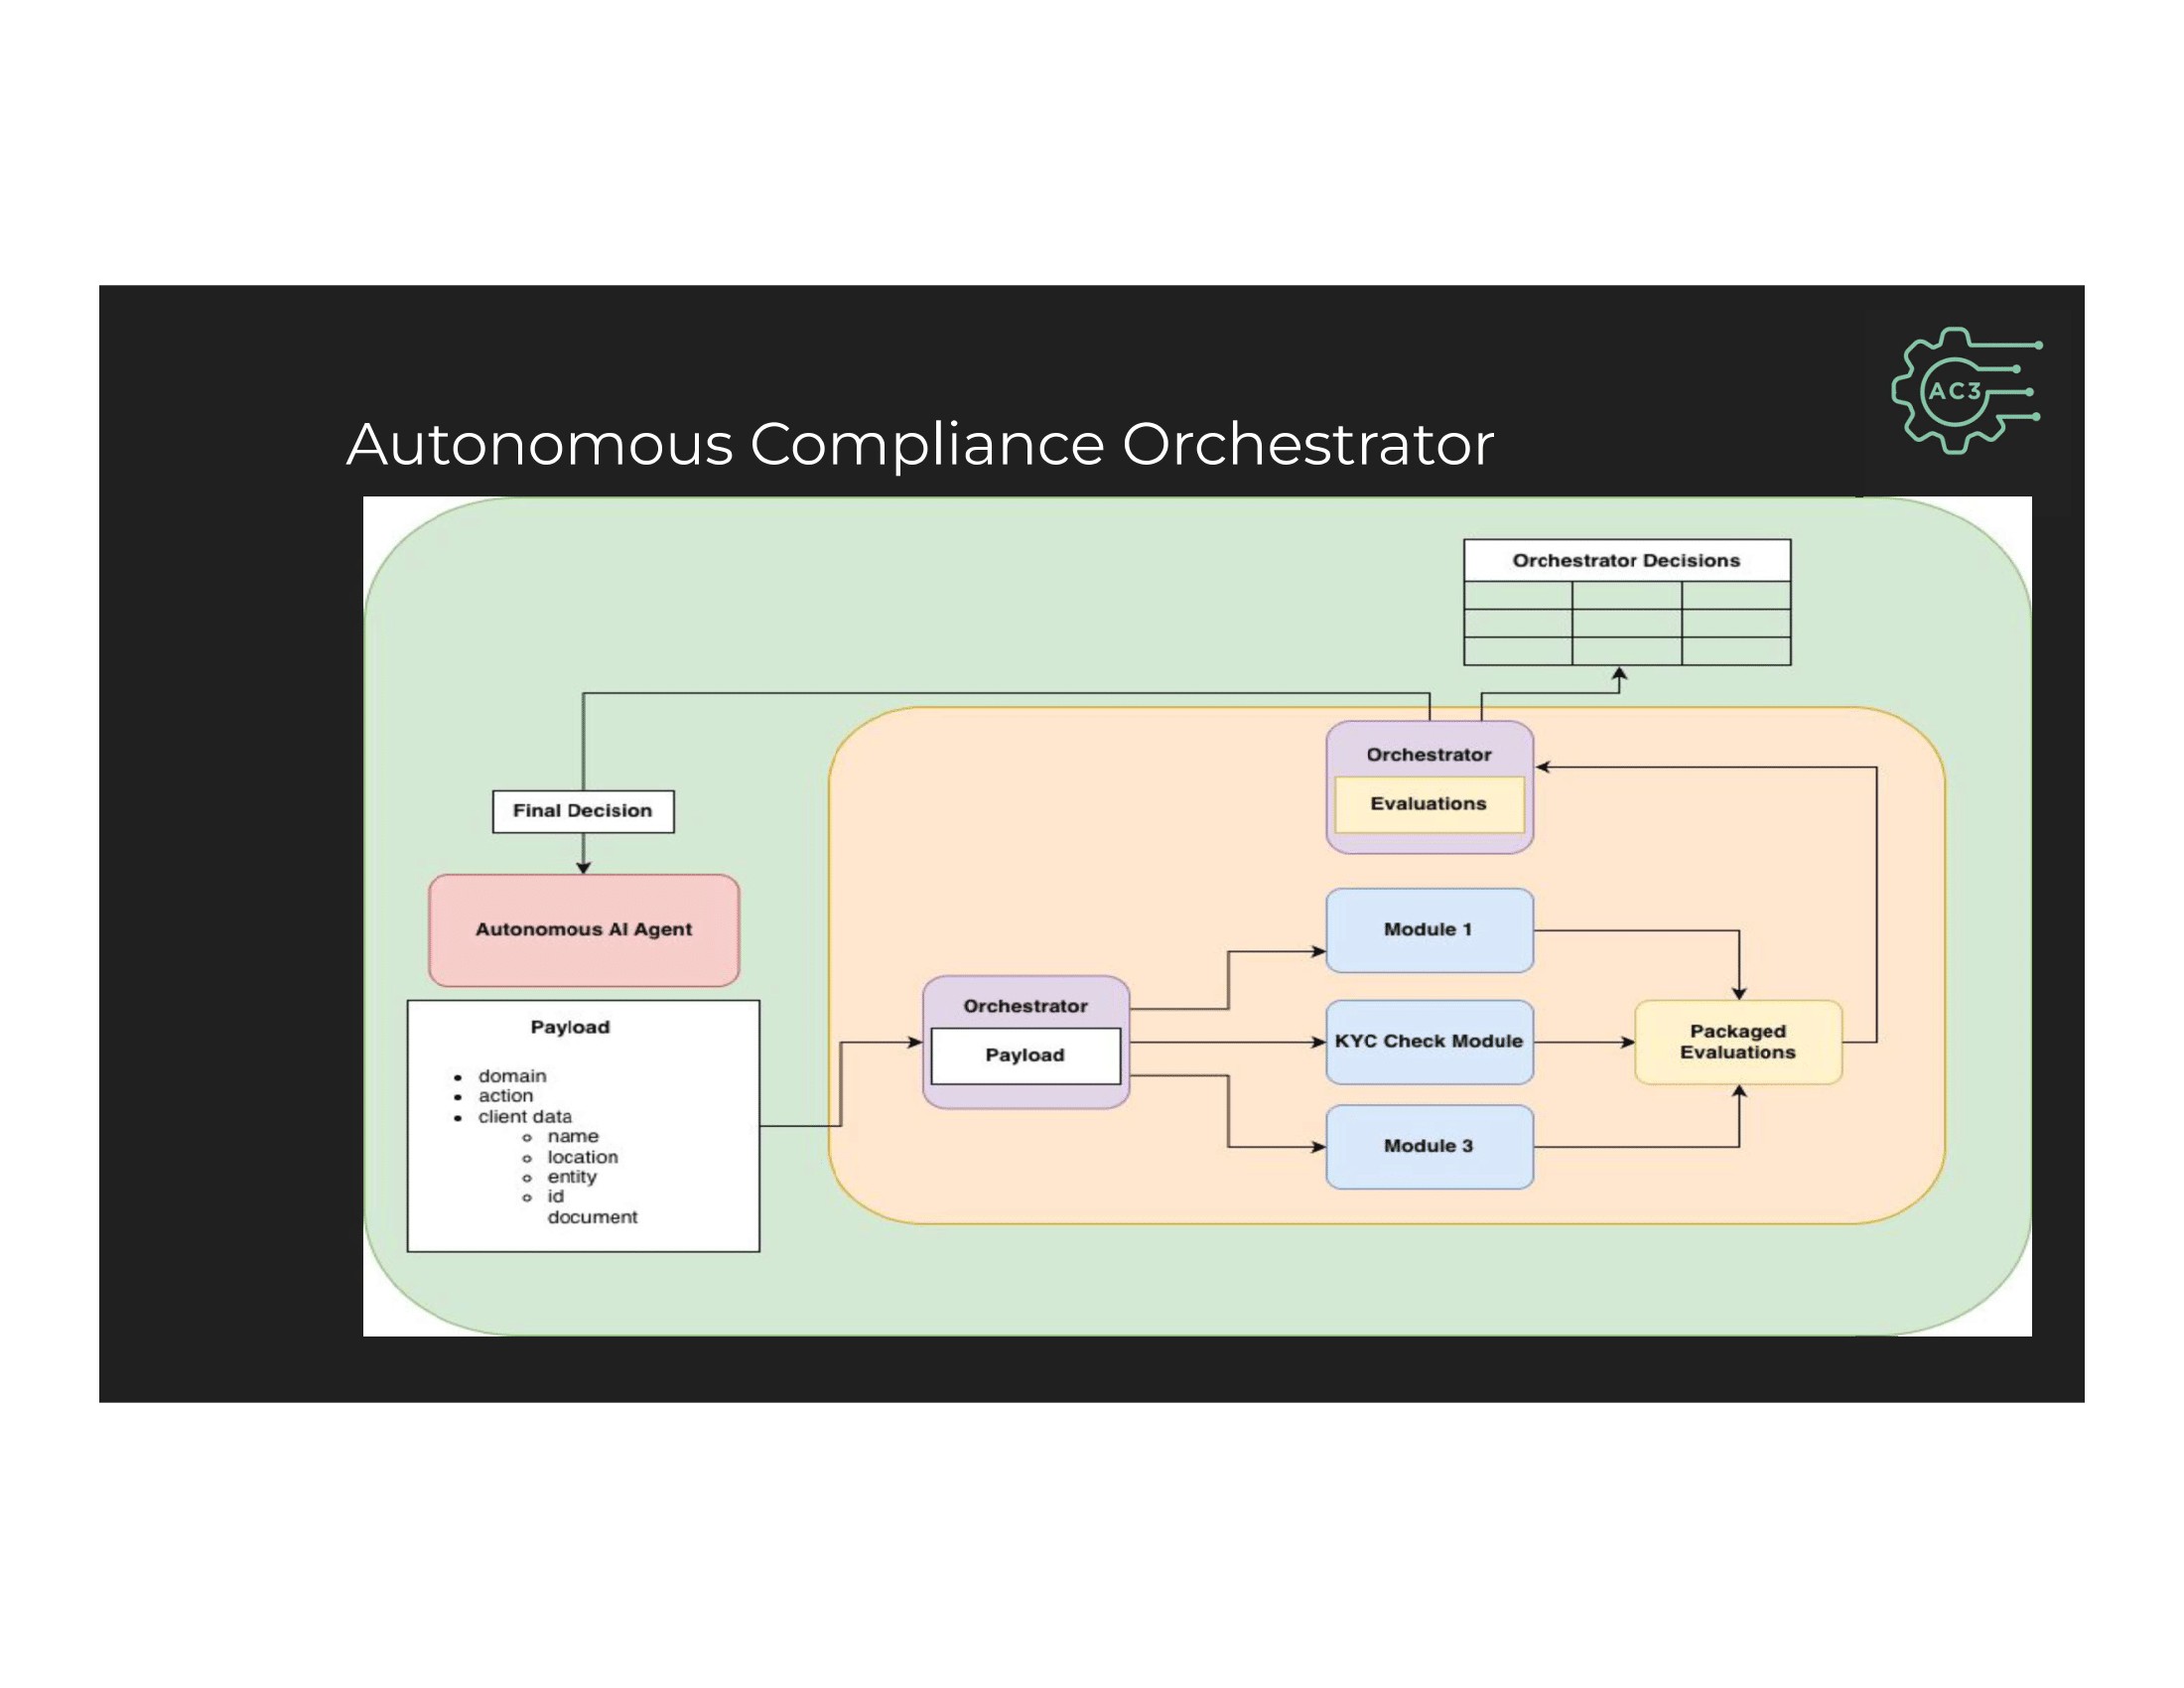 AC3
Autonomous Compliance Orchestrator
Orchestrator Decisions
Orchestrator
Evaluations
Final Decision
Autonomous AI Agent
Payload
domain
action
client data
name
location
entity
id
document
Orchestrator
Payload
Module 1
KYC Check Module
Module 3
Packaged
Evaluations